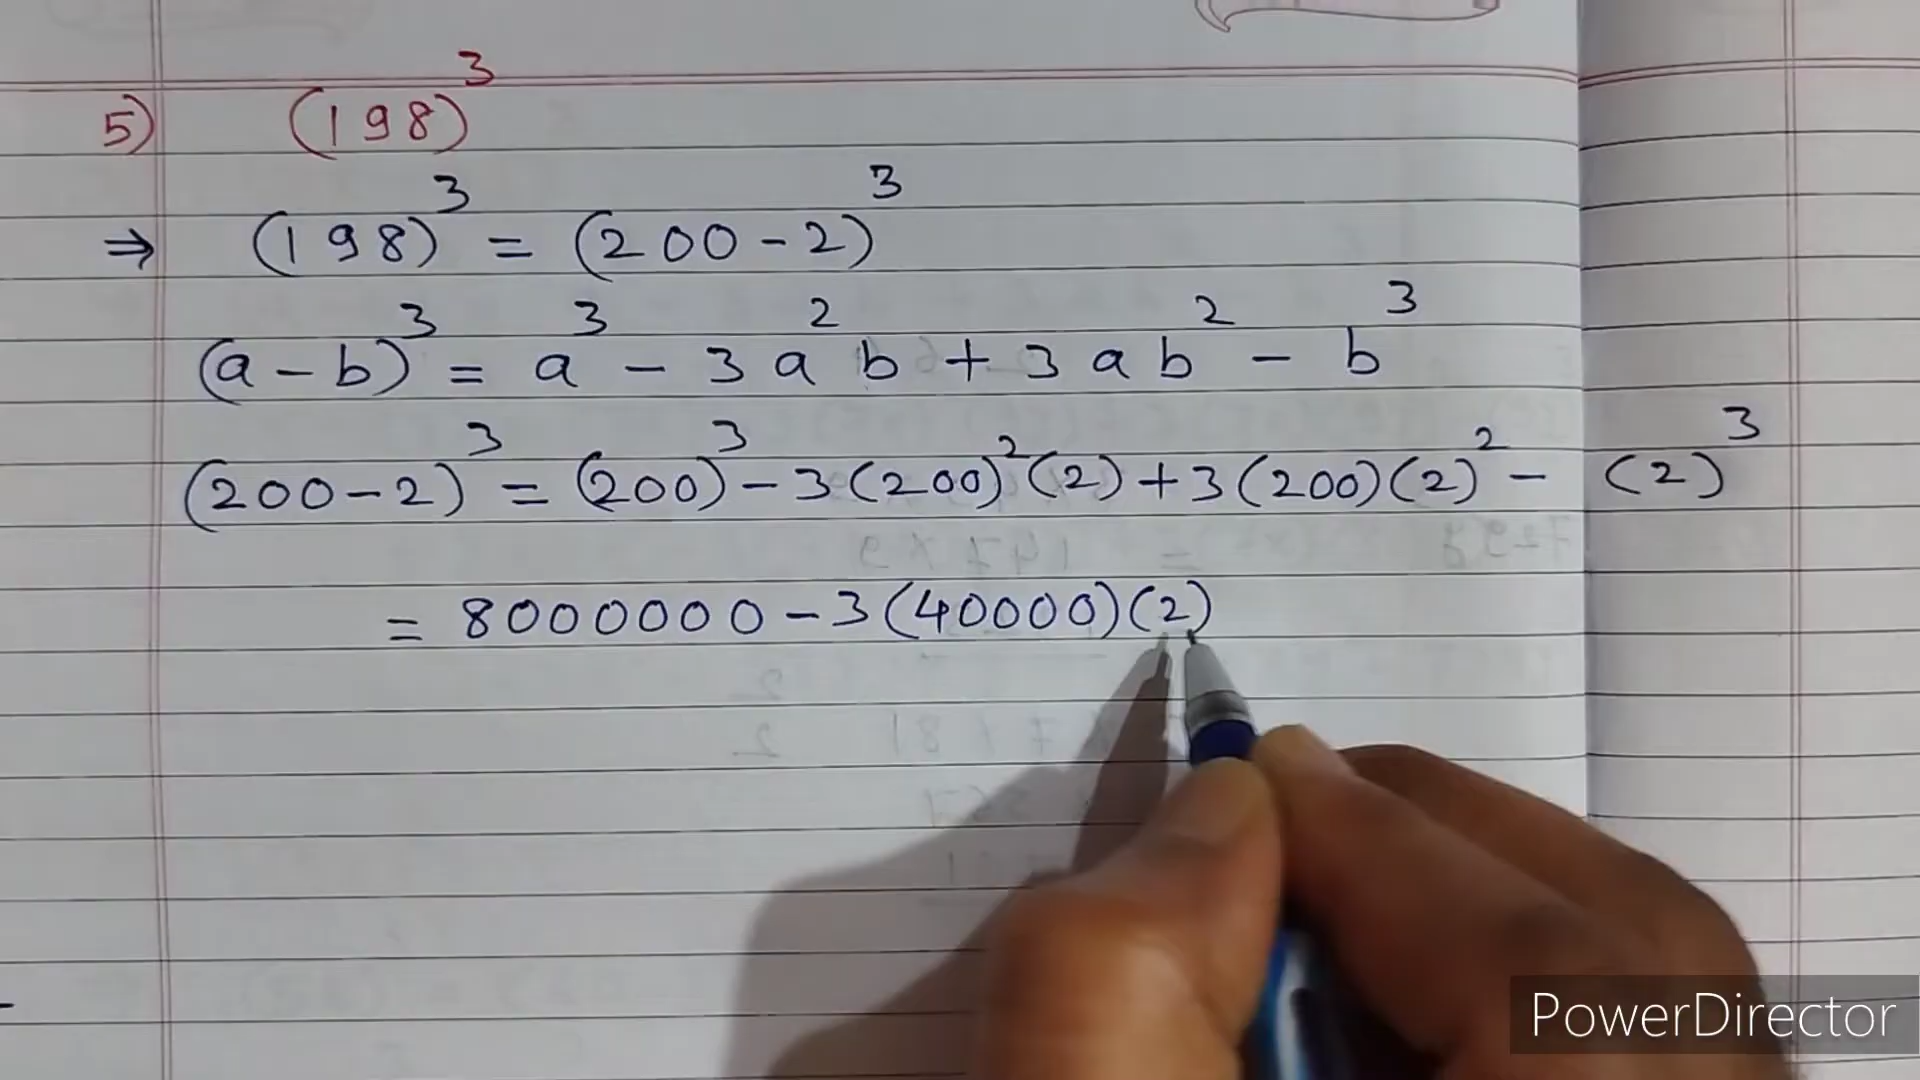 5) (198)³
⇒ (198)³ = (200-2)³
(a-b)³ = a³ - 3a²b + 3ab² - b³
(200-2)³ = (200)³ - 3(200)²(2) + 3(200)(2)² - (2)³
= 8000000 - 3(40000)(2)
PowerDirector